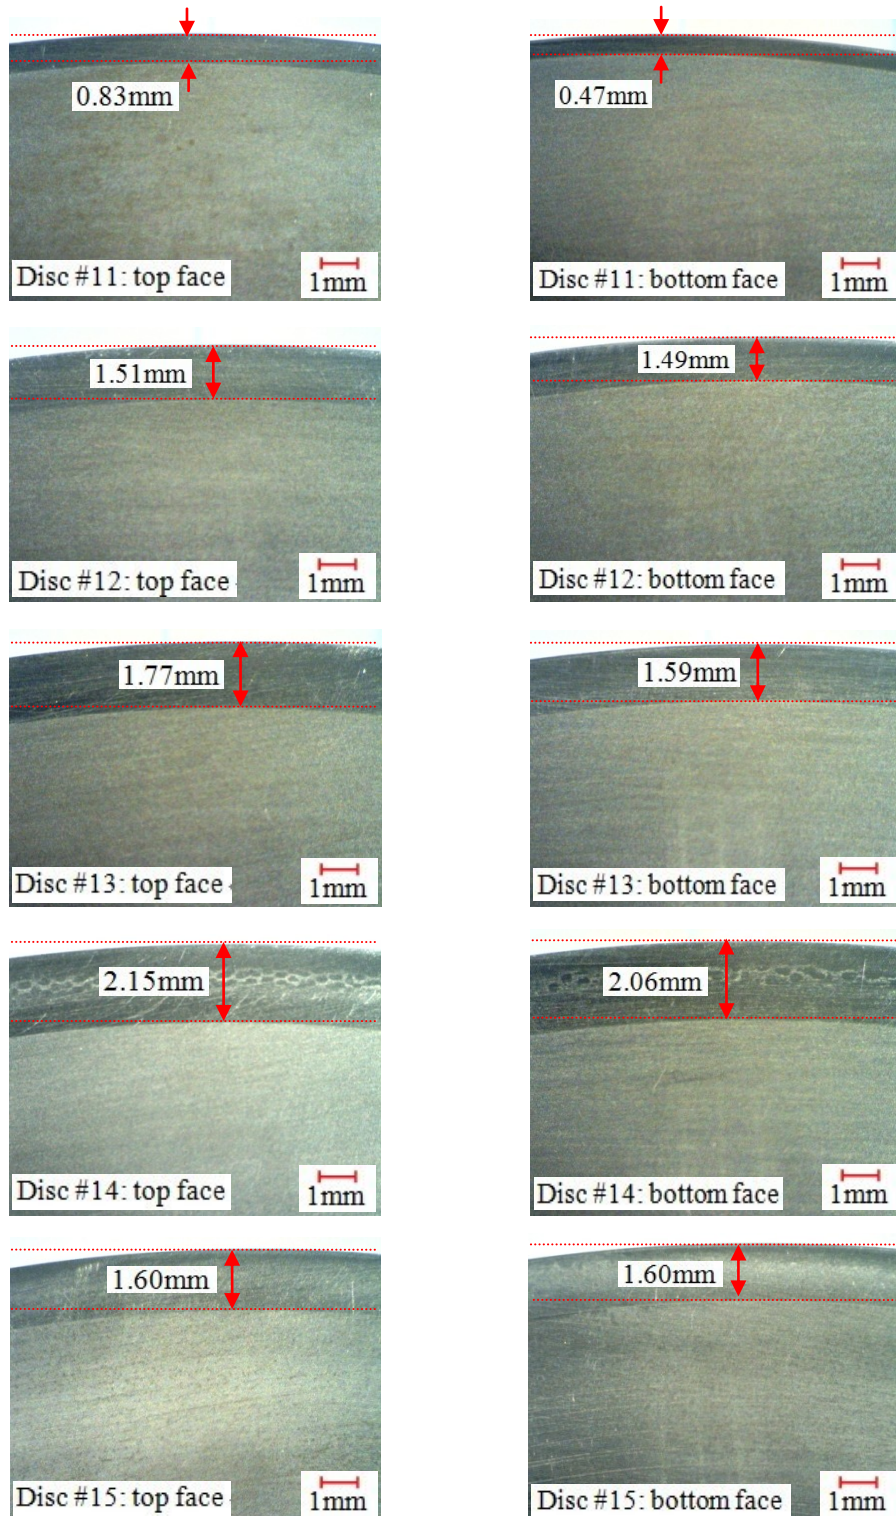 0.83mm
0.47mm
Disc #11: top face
1mm
Disc #11: bottom face
1mm
1.51mm
1.49mm
Disc #12: top face
1mm
Disc #12: bottom face
1mm
1.77mm
1.59mm
Disc #13: top face
1mm
Disc #13: bottom face
1mm
2.15mm
2.06mm
Disc #14: top face
1mm
Disc #14: bottom face
1mm
1.60mm
1.60mm
Disc #15: top face
1mm
Disc #15: bottom face
1mm